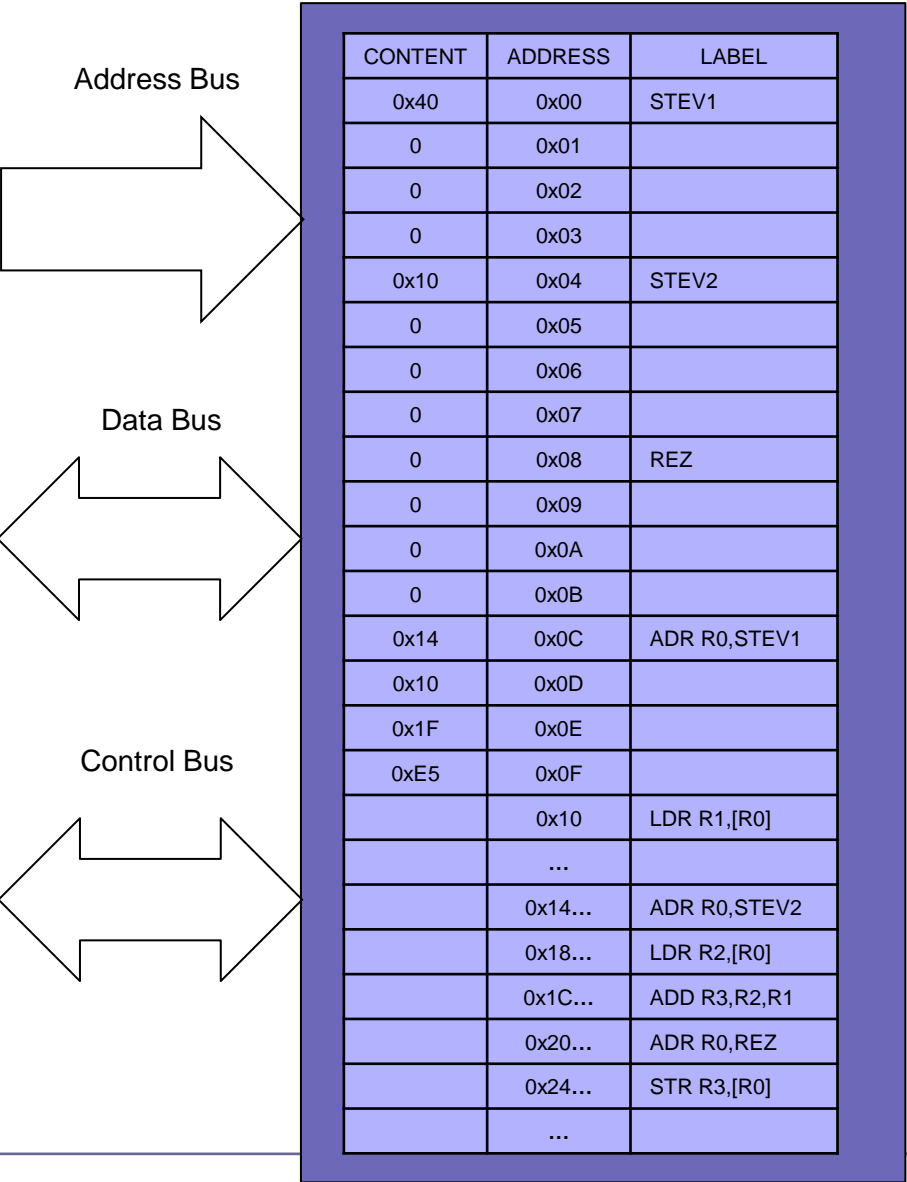 Address Bus
Data Bus
Control Bus
CONTENT ADDRESS LABEL
0x40 0x00 STEV1
0 0x01
0 0x02
0 0x03
0x10 0x04 STEV2
0 0x05
0 0x06
0 0x07
0 0x08 REZ
0 0x09
0 0x0A
0 0x0B
0x14 0x0C ADR R0,STEV1
0x10 0x0D
0x1F 0x0E
0xE5 0x0F
0x10 LDR R1,[R0]
...
0x14... ADR R0,STEV2
0x18... LDR R2,[R0]
0x1C... ADD R3,R2,R1
0x20... ADR R0,REZ
0x24... STR R3,[R0]
...